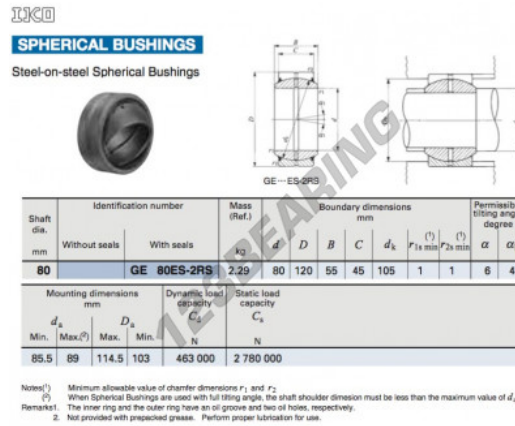 IKO
SPHERICAL BUSHINGS
Steel-on-steel Spherical Bushings
B
C
D
d
GE…ES-2RS
123BEARING
Shaft dia. mm
Identification number
Without seals
With seals
Mass (Ref.) kg
Boundary dimensions mm
d D B C dk r1s min(1) r2s min(1)
Permissib tilting ang degree
α α
80 GE 80ES-2RS 2.29 80 120 55 45 105 1 1 6 4
Mounting dimensions mm
da Da
Min. Max.(2) Max. Min.
Dynamic load capacity Cd N
Static load capacity Cs N
85.5 89 114.5 103 463 000 2 780 000
Notes(1) Minimum allowable value of chamfer dimensions r1 and r2
(2) When Spherical Bushings are used with full tilting angle, the shaft shoulder dimesion must be less than the maximum value of d
Remarks1. The inner ring and the outer ring have an oil groove and two oil holes, respectively.
2. Not provided with prepacked grease. Perform proper lubrication for use.